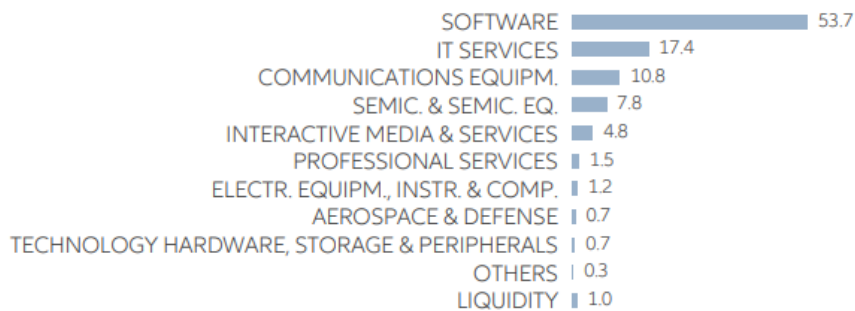 SOFTWARE 53.7
IT SERVICES 17.4
COMMUNICATIONS EQUIPM. 10.8
SEMIC. & SEMIC. EQ. 7.8
INTERACTIVE MEDIA & SERVICES 4.8
PROFESSIONAL SERVICES 1.5
ELECTR. EQUIPM., INSTR. & COMP. 1.2
AEROSPACE & DEFENSE 0.7
TECHNOLOGY HARDWARE, STORAGE & PERIPHERALS 0.7
OTHERS 0.3
LIQUIDITY 1.0